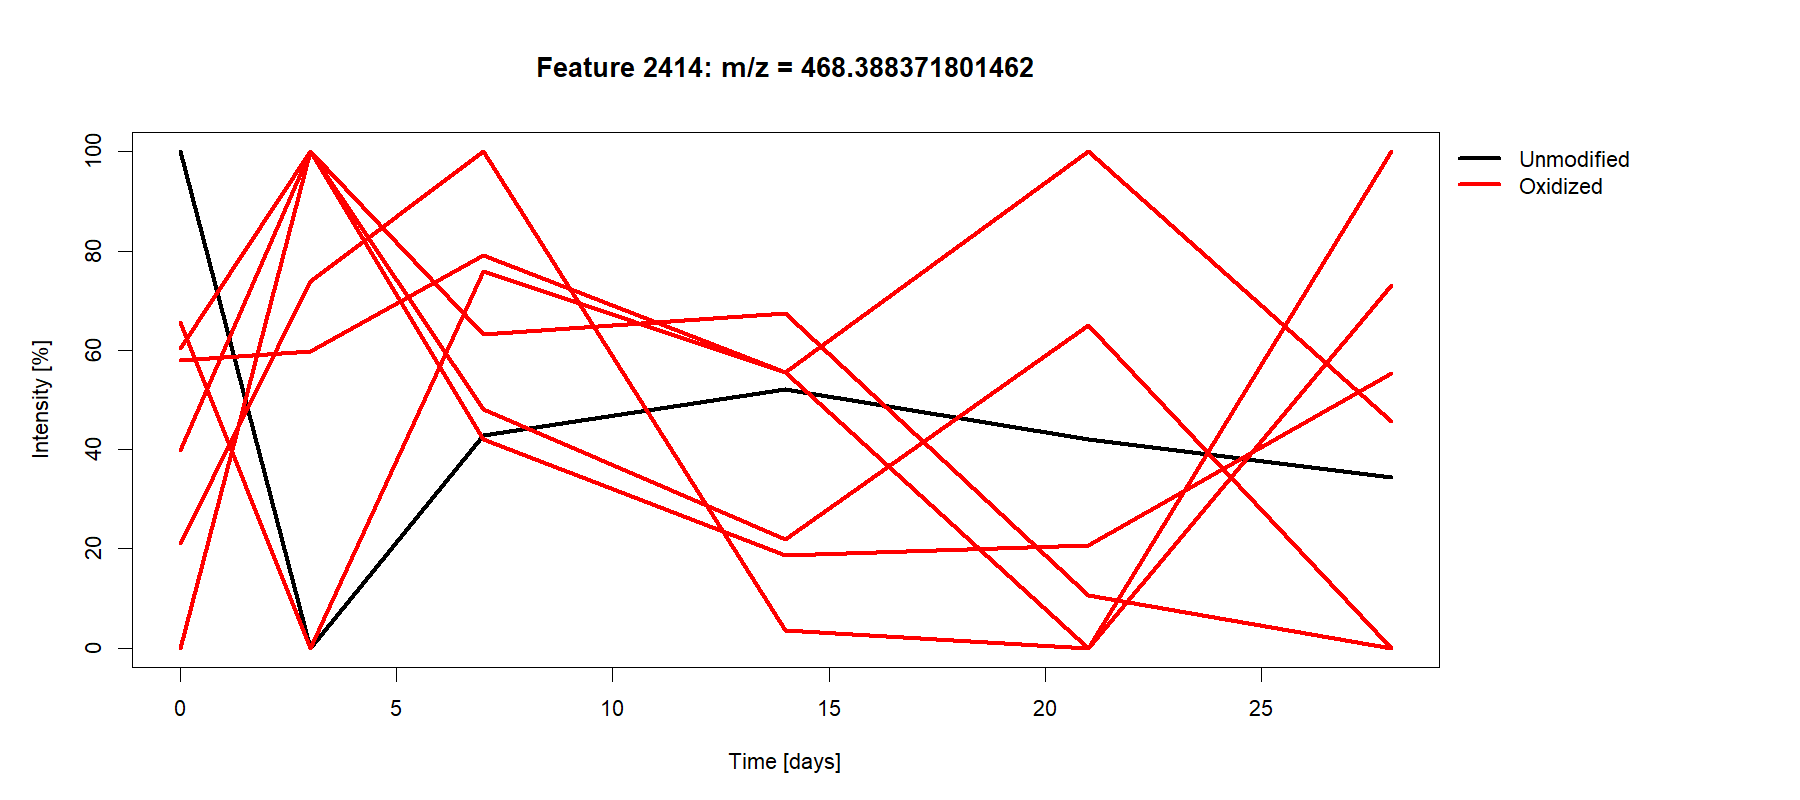 Feature 2414: m/z = 468.388371801462
Unmodified
Oxidized
Intensity [%]
100
80
60
40
20
0
0 5 10 15 20 25
Time [days]